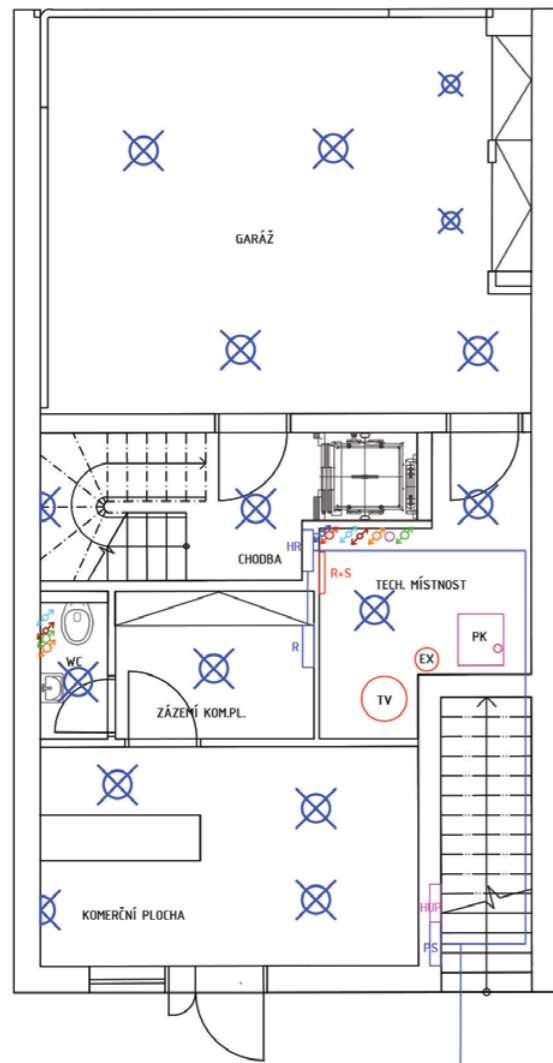 GARÁŽ
CHODBA
HR
R+S
TECH. MÍSTNOST
R
PK
EX
TV
WC
ZÁZEMÍ KOM.PL.
KOMERČNÍ PLOCHA
HUP
PS